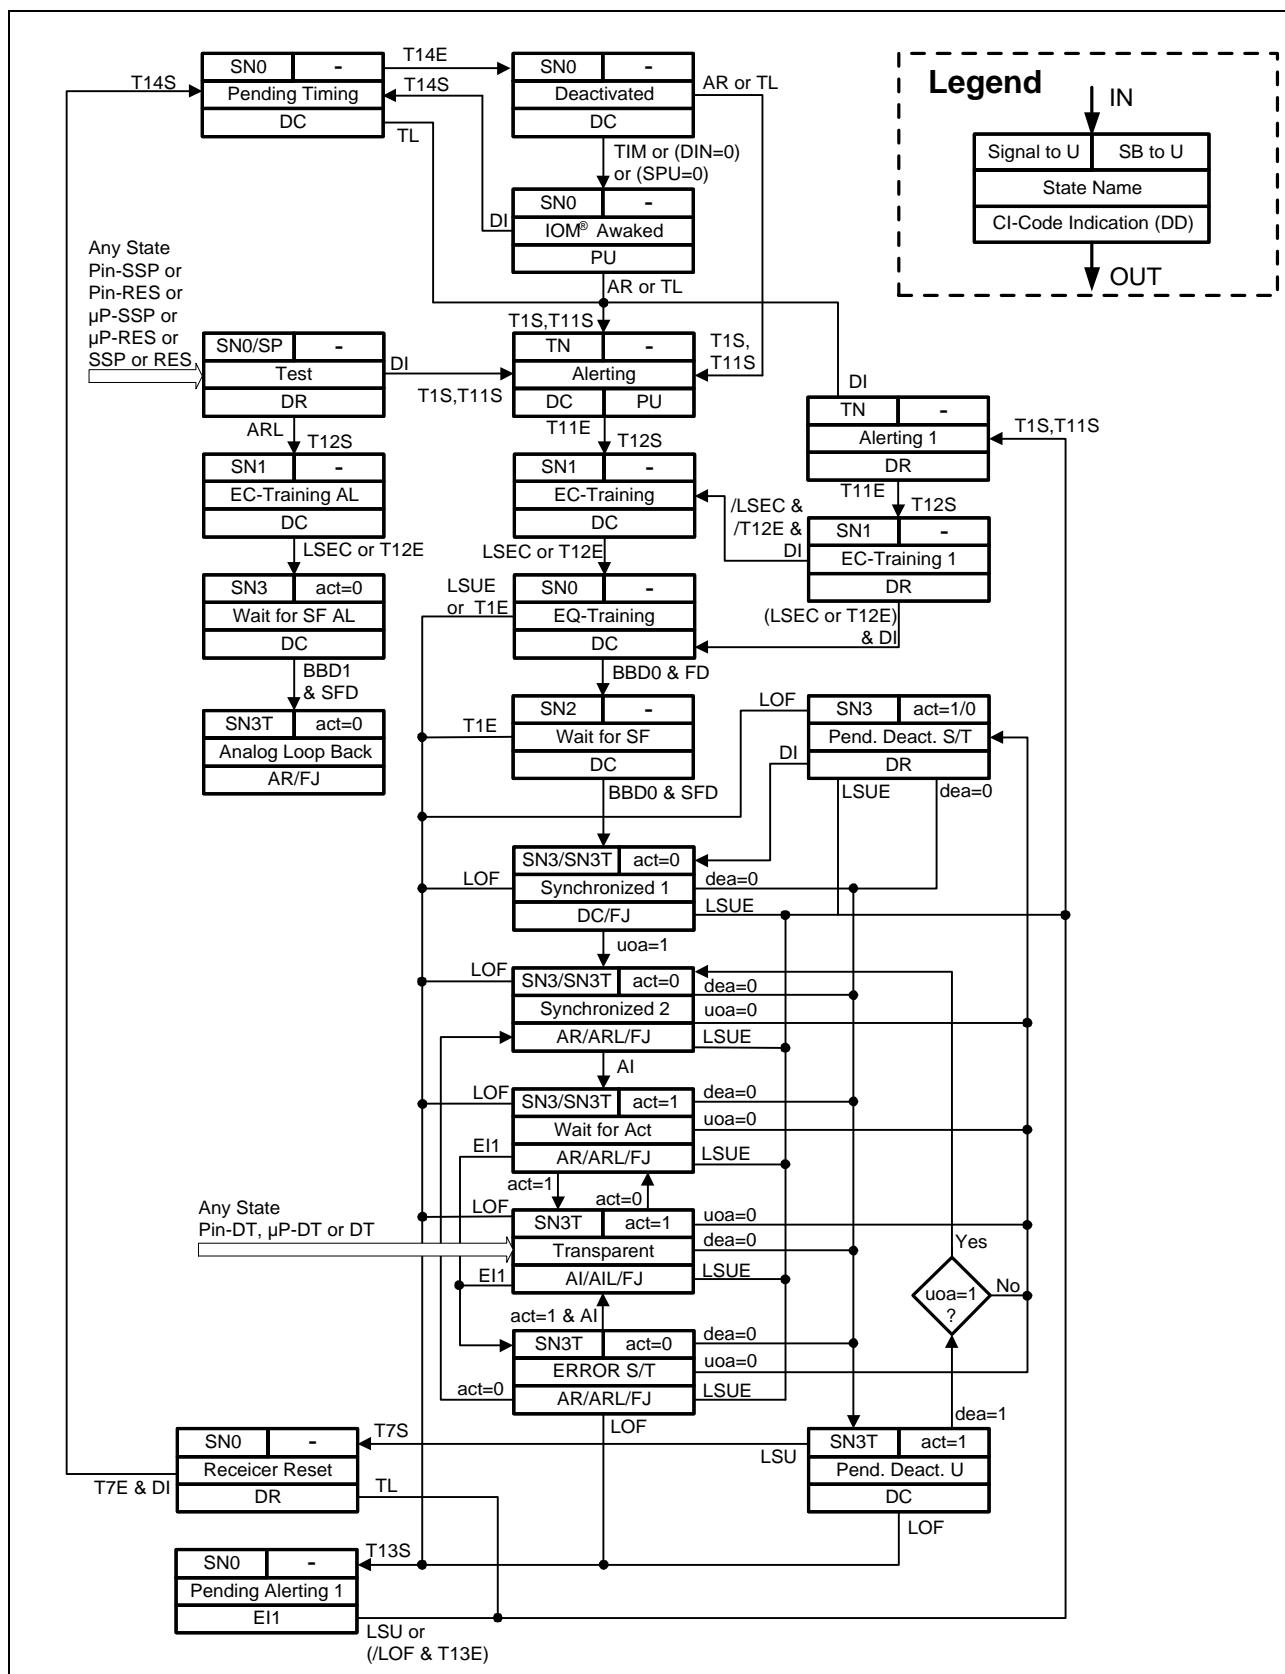 SN0 -
Pending Timing
DC
T14S
T14E
T14S
TL
SN0 -
Deactivated
DC
AR or TL
TIM or (DIN=0)
or (SPU=0)
SN0 -
IOM® Awaked
PU
DI
AR or TL
Legend
IN
Signal to U SB to U
State Name
CI-Code Indication (DD)
OUT
Any State
Pin-SSP or
Pin-RES or
µP-SSP or
µP-RES or
SSP or RES
SN0/SP -
Test
DR
DI
T1S,T11S
T1S,T11S
TN -
Alerting
DC PU
T1S,
T11S
DI
TN -
Alerting 1
DR
T1S,T11S
ARL
T12S
SN1 -
EC-Training AL
DC
T11E
T12S
SN1 -
EC-Training
DC
/LSEC &
/T12E &
DI
T11E
T12S
SN1 -
EC-Training 1
DR
LSEC or T12E
SN3 act=0
Wait for SF AL
DC
LSEC or T12E
LSUE
or T1E
SN0 -
EQ-Training
DC
(LSEC or T12E)
& DI
BBD1
& SFD
SN3T act=0
Analog Loop Back
AR/FJ
BBD0 & FD
T1E
SN2 -
Wait for SF
DC
LOF
SN3 act=1/0
Pend. Deact. S/T
DR
DI
LSUE
dea=0
BBD0 & SFD
SN3/SN3T act=0
Synchronized 1
DC/FJ
LOF
dea=0
LSUE
uoa=1
SN3/SN3T act=0
Synchronized 2
AR/ARL/FJ
LOF
dea=0
uoa=0
LSUE
AI
SN3/SN3T act=1
Wait for Act
AR/ARL/FJ
LOF
EI1
dea=0
uoa=0
LSUE
act=1
act=0
Any State
Pin-DT, µP-DT or DT
LOF
SN3T act=1
Transparent
AI/AIL/FJ
EI1
uoa=0
dea=0
LSUE
Yes
uoa=1
?
No
act=1 & AI
SN3T act=0
ERROR S/T
AR/ARL/FJ
act=0
dea=0
uoa=0
LSUE
LOF
dea=1
SN3T act=1
Pend. Deact. U
DC
LSU
LOF
T7S
SN0 -
Receicer Reset
DR
T7E & DI
TL
T13S
SN0 -
Pending Alerting 1
EI1
LSU or
(/LOF & T13E)